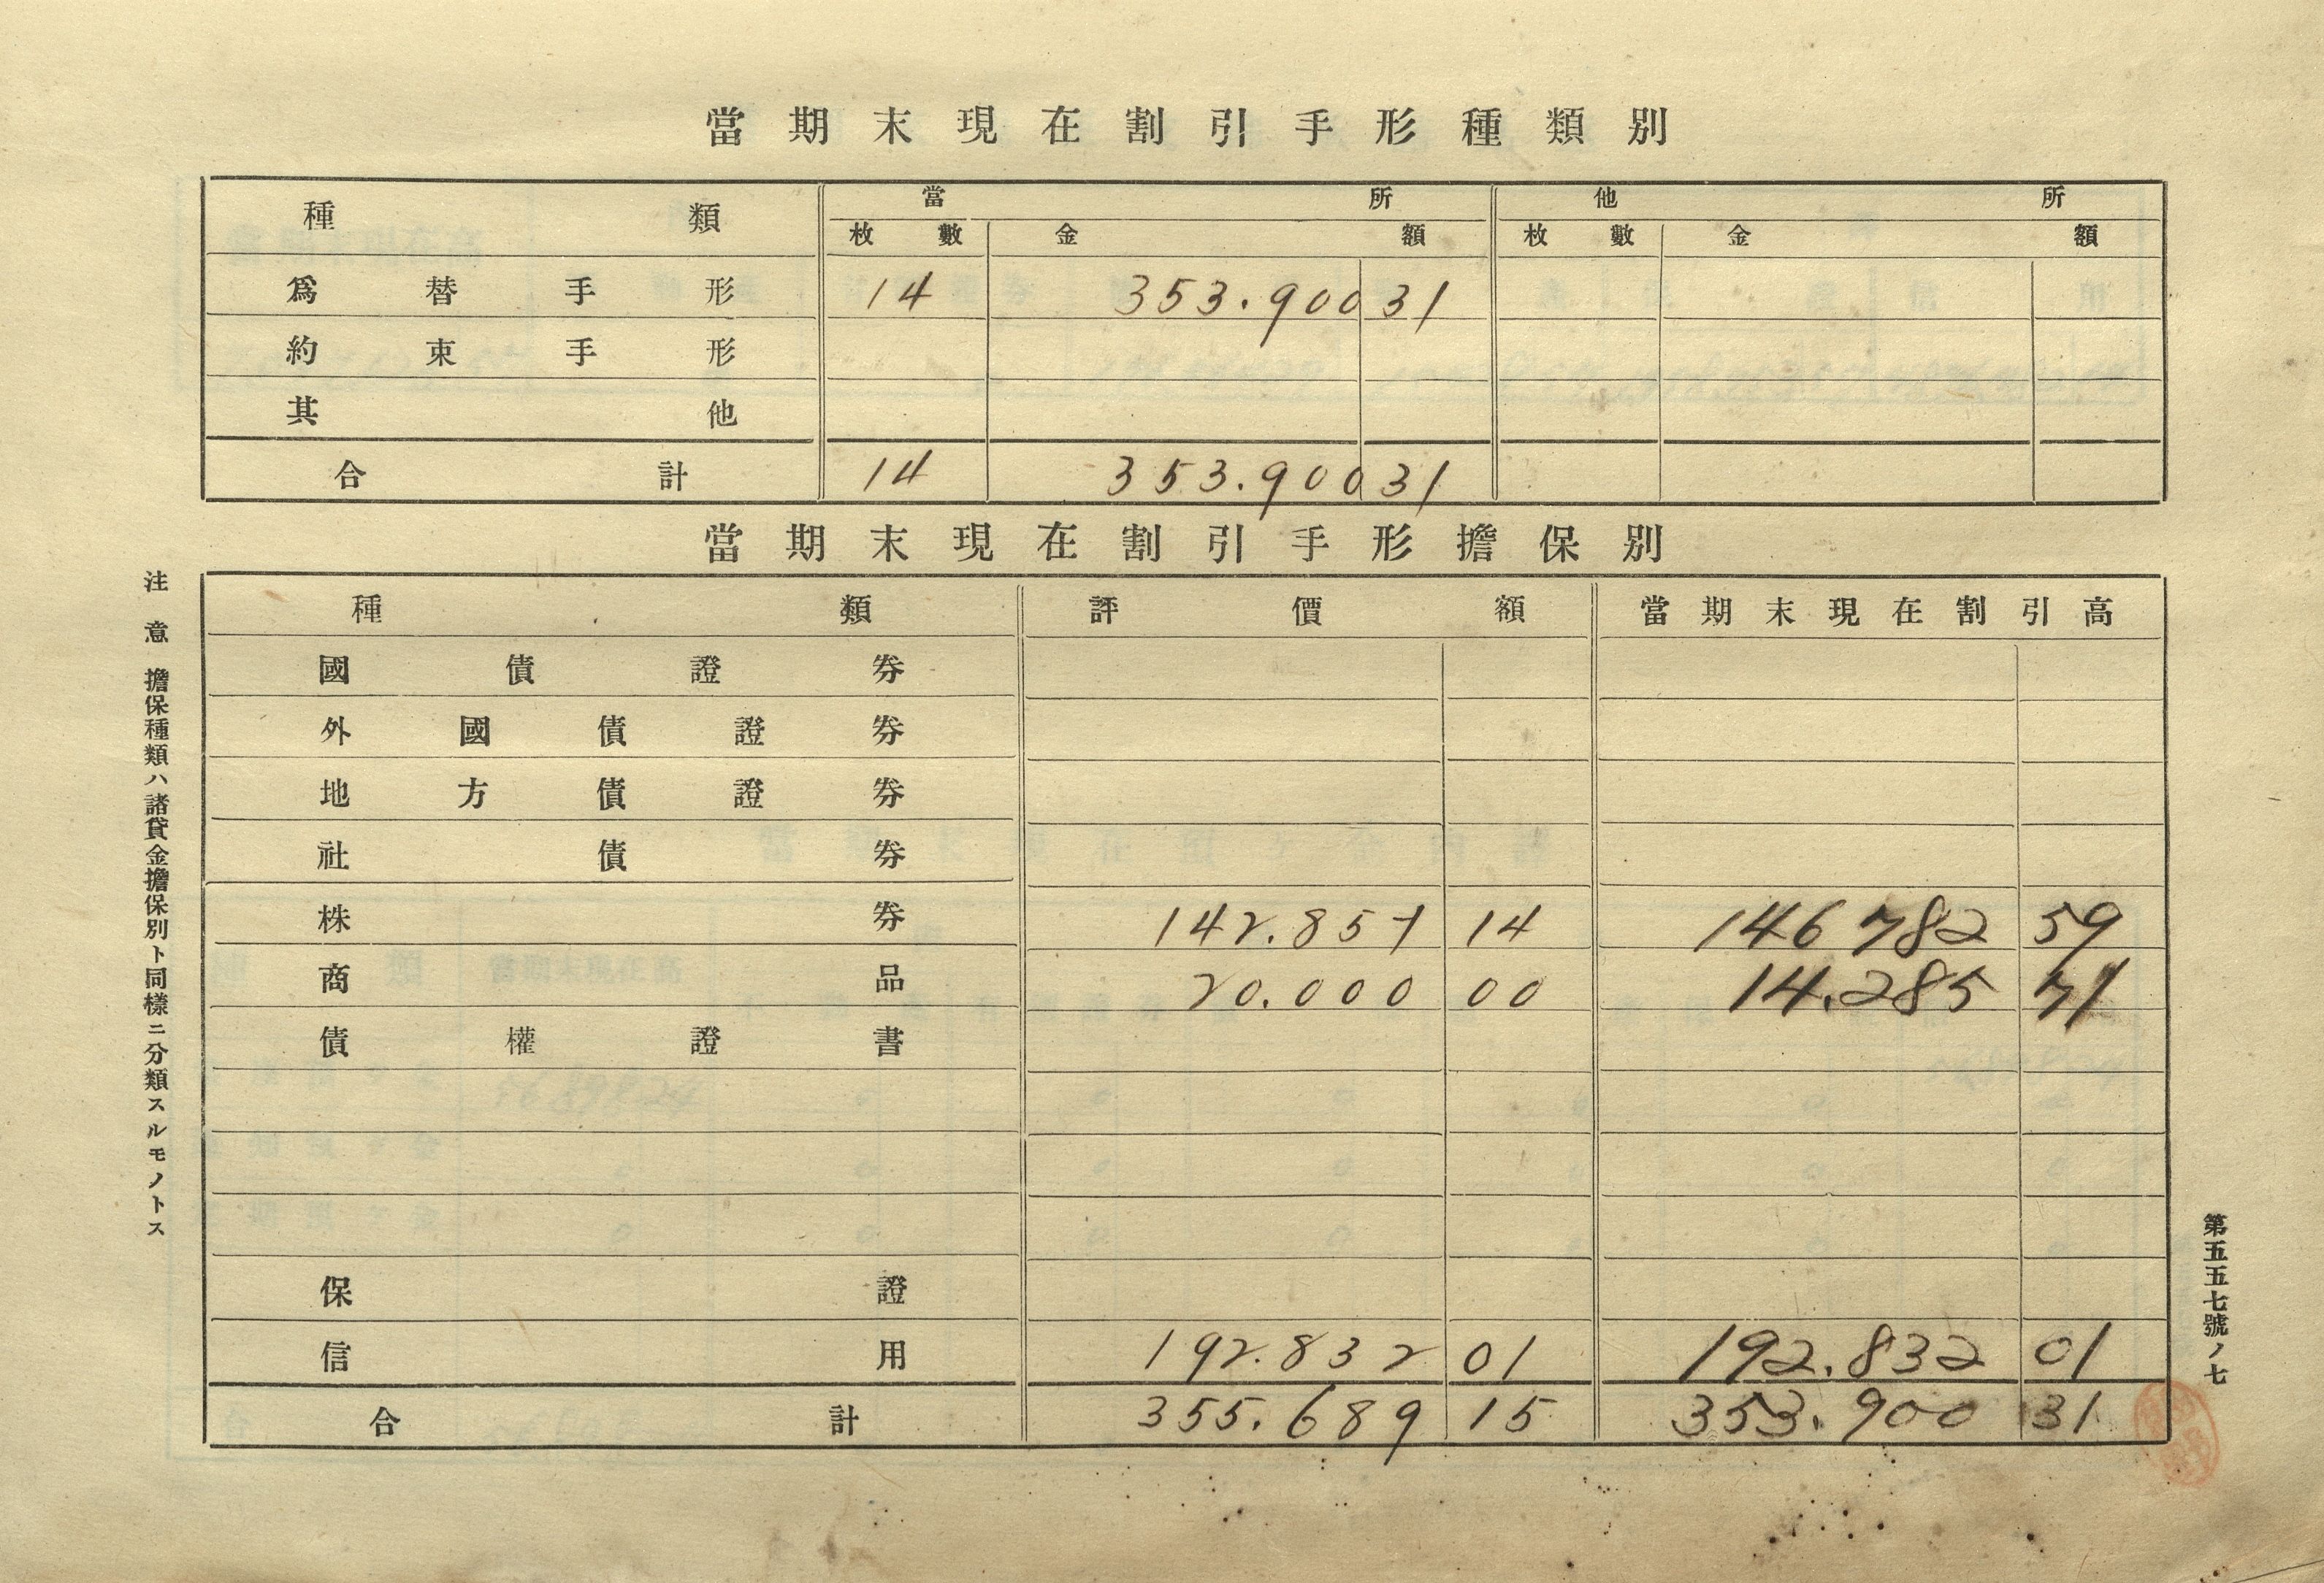 當期末現在割引手形種類別
種類 當所 他所
枚數 金額 枚數 金額
爲替手形 14 353.900 31
約束手形
其他
合計 14 353.900 31
當期末現在割引手形擔保別
種類 評價額 當期末現在割引高
國債證券
外國債證券
地方債證券
社債券
株券 142.857 14 146782 59
商品 20.000 00 14.285 71
債權證書
保證
信用 192.832 01 192.832 01
合計 355.689 15 353.900 31
注意 擔保種類ハ諸貸金擔保別ト同樣ニ分類スルモノトス
第五五七號ノ七